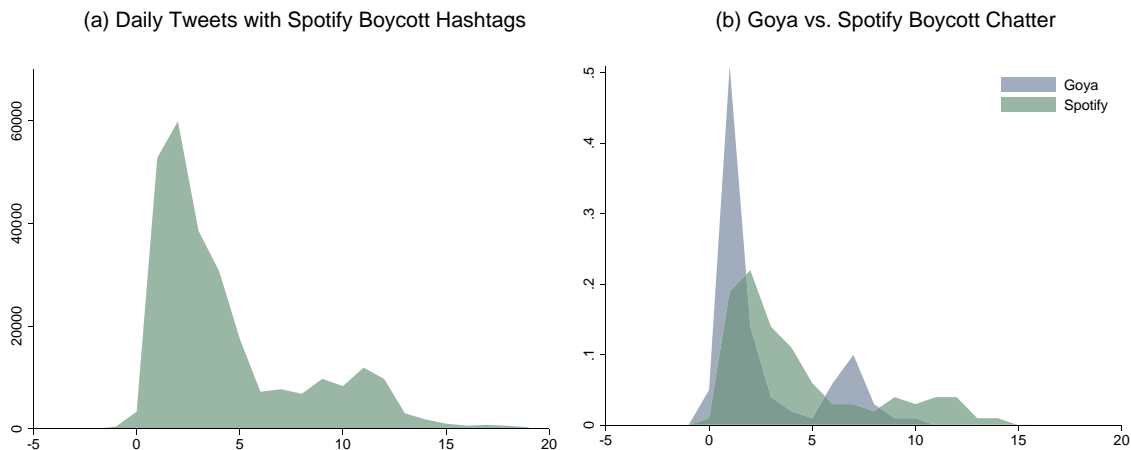 (a) Daily Tweets with Spotify Boycott Hashtags
60000
40000
20000
0
-5 0 5 10 15 20
(b) Goya vs. Spotify Boycott Chatter
Goya
Spotify
.5
.4
.3
.2
.1
0
-5 0 5 10 15 20